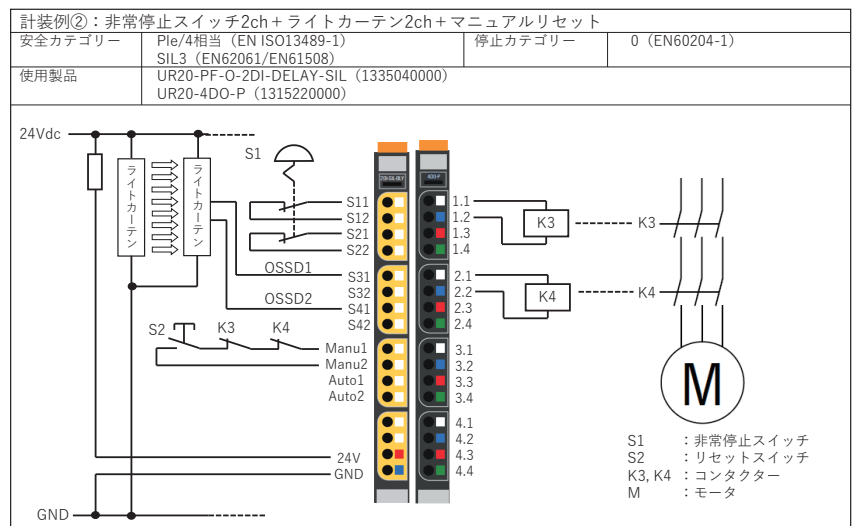 計装例②：非常停止スイッチ2ch＋ライトカーテン2ch＋マニュアルリセット
安全カテゴリー Ple/4相当（EN ISO13489-1） 停止カテゴリー 0（EN60204-1）
SIL3（EN62061/EN61508）
使用製品 UR20-PF-O-2DI-DELAY-SIL（1335040000）
UR20-4DO-P（1315220000）
24Vdc
S1
ライトカーテン
ライトカーテン
2DI-SIL-DLY
4DO-P
S11
S12
S21
S22
OSSD1
S31
S32
OSSD2
S41
S42
S2 K3 K4
Manu1
Manu2
Auto1
Auto2
24V
GND
GND
1.1
1.2
1.3
1.4
2.1
2.2
2.3
2.4
3.1
3.2
3.3
3.4
4.1
4.2
4.3
4.4
K3 K3
K4 K4
M
S1 ：非常停止スイッチ
S2 ：リセットスイッチ
K3, K4 ：コンタクター
M ：モータ